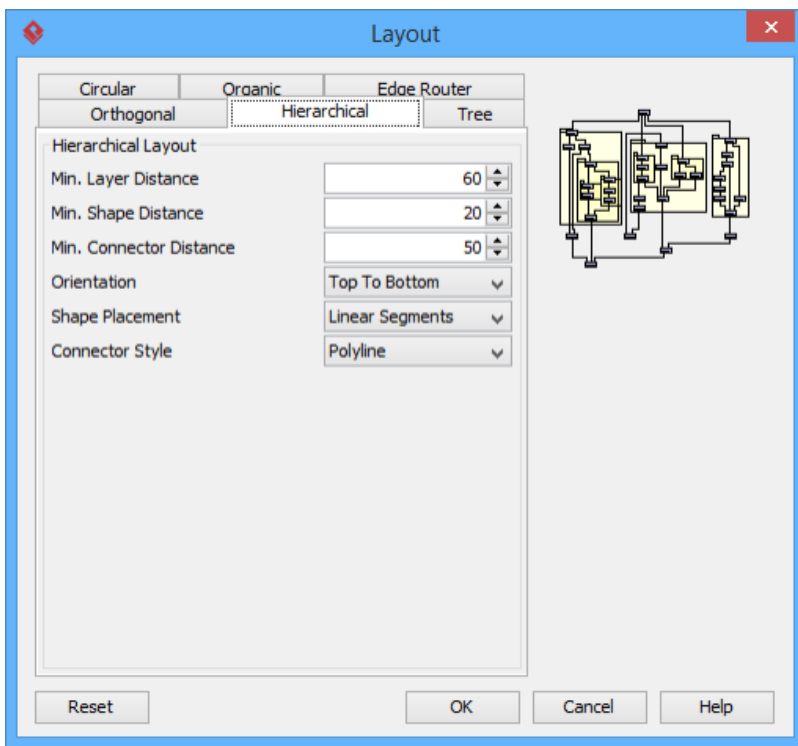 Layout
Circular Organic Edge Router
Orthogonal Hierarchical Tree
Hierarchical Layout
Min. Layer Distance 60
Min. Shape Distance 20
Min. Connector Distance 50
Orientation Top To Bottom
Shape Placement Linear Segments
Connector Style Polyline
Reset OK Cancel Help